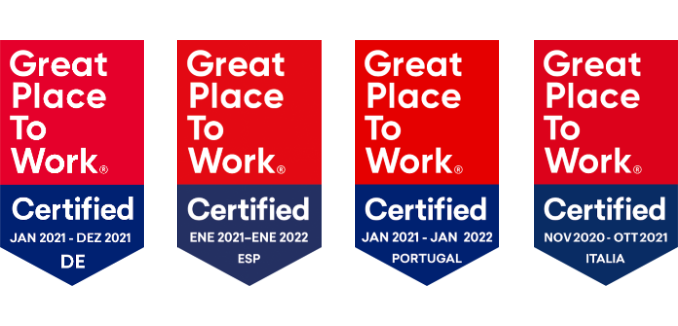 Great
Place
To
Work®
Certified
JAN 2021 - DEZ 2021
DE
Great
Place
To
Work®
Certified
ENE 2021–ENE 2022
ESP
Great
Place
To
Work®
Certified
JAN 2021 - JAN 2022
PORTUGAL
Great
Place
To
Work®
Certified
NOV 2020 - OTT 2021
ITALIA